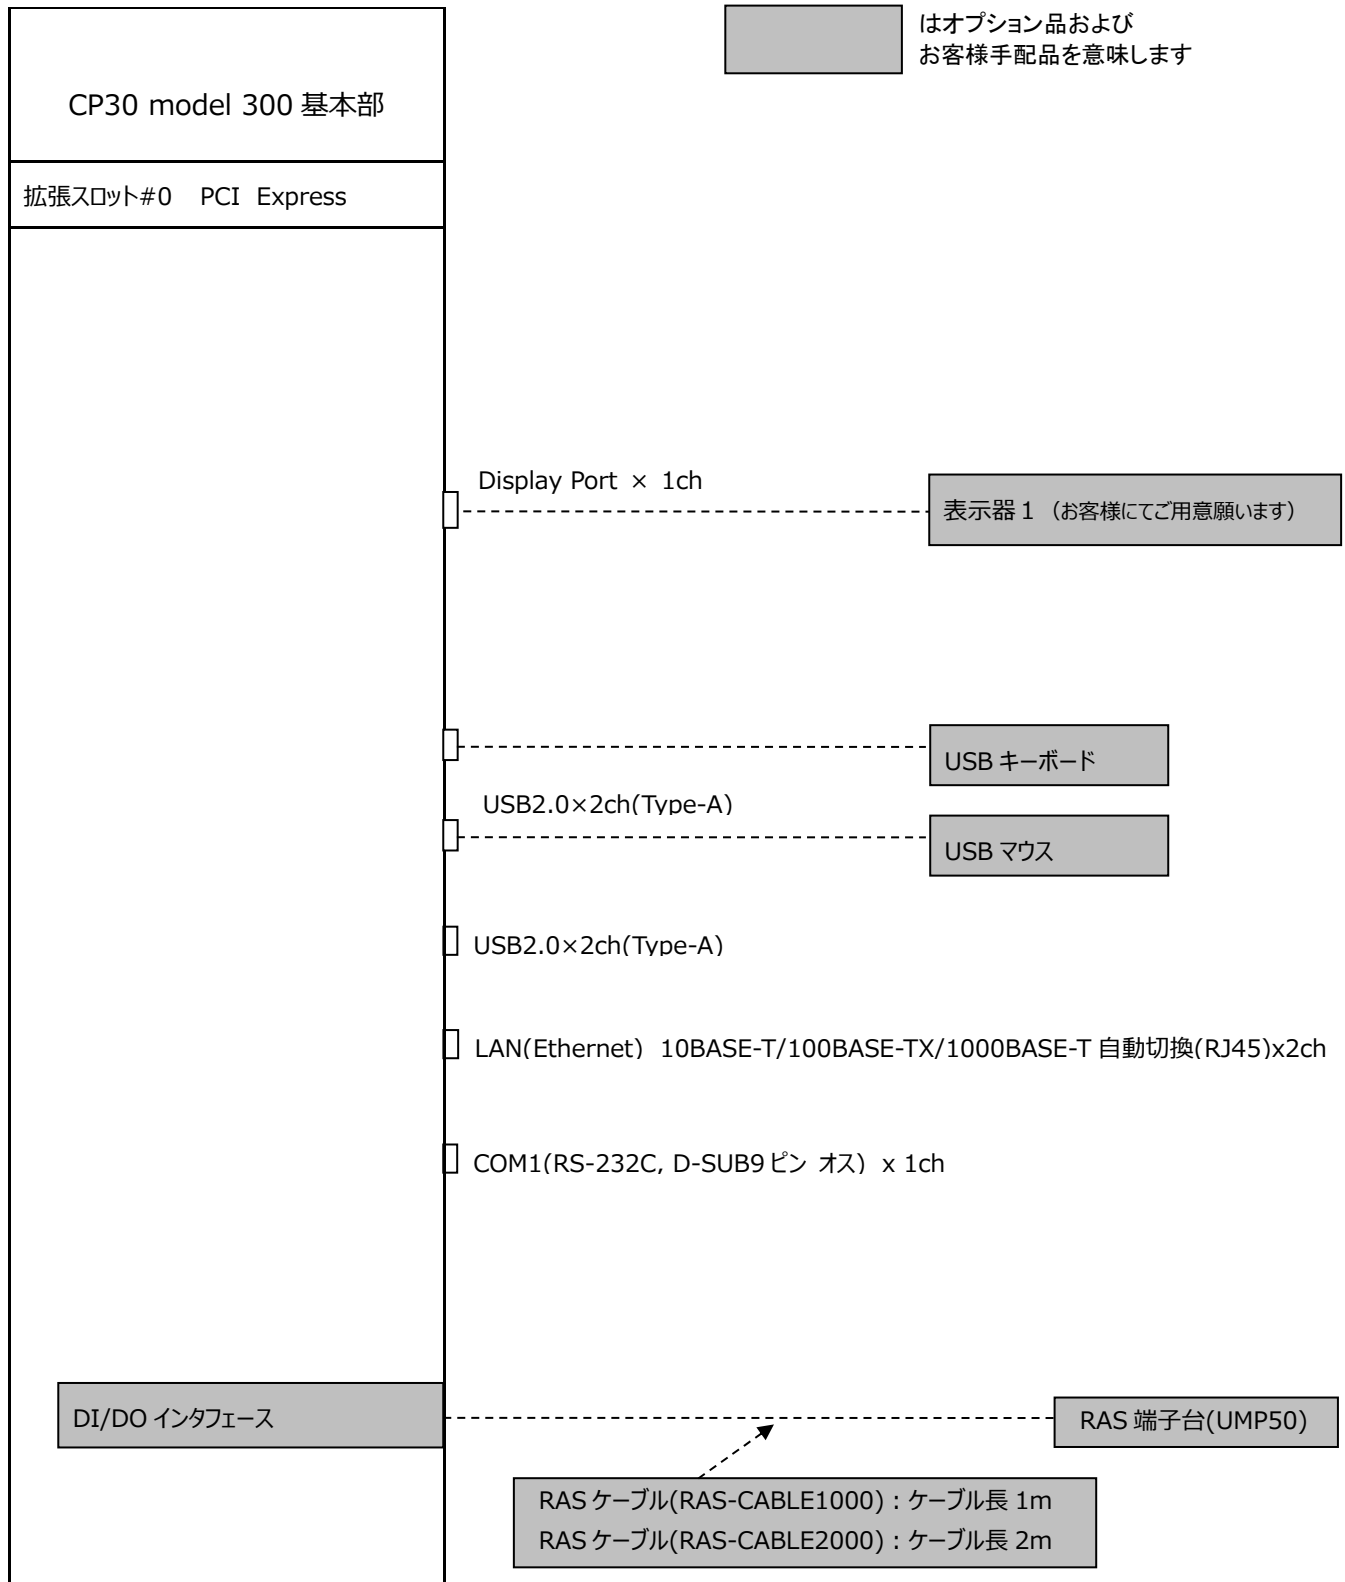 はオプション品および
お客様手配品を意味します
CP30 model 300 基本部
拡張スロット#0 PCI Express
Display Port × 1ch
表示器1 (お客様にてご用意願います)
USB キーボード
USB2.0×2ch(Type-A)
USB マウス
USB2.0×2ch(Type-A)
LAN(Ethernet) 10BASE-T/100BASE-TX/1000BASE-T 自動切換(RJ45)x2ch
COM1(RS-232C, D-SUB9ピン オス) x 1ch
DI/DO インタフェース
RAS 端子台(UMP50)
RAS ケーブル(RAS-CABLE1000):ケーブル長 1m
RAS ケーブル(RAS-CABLE2000):ケーブル長 2m